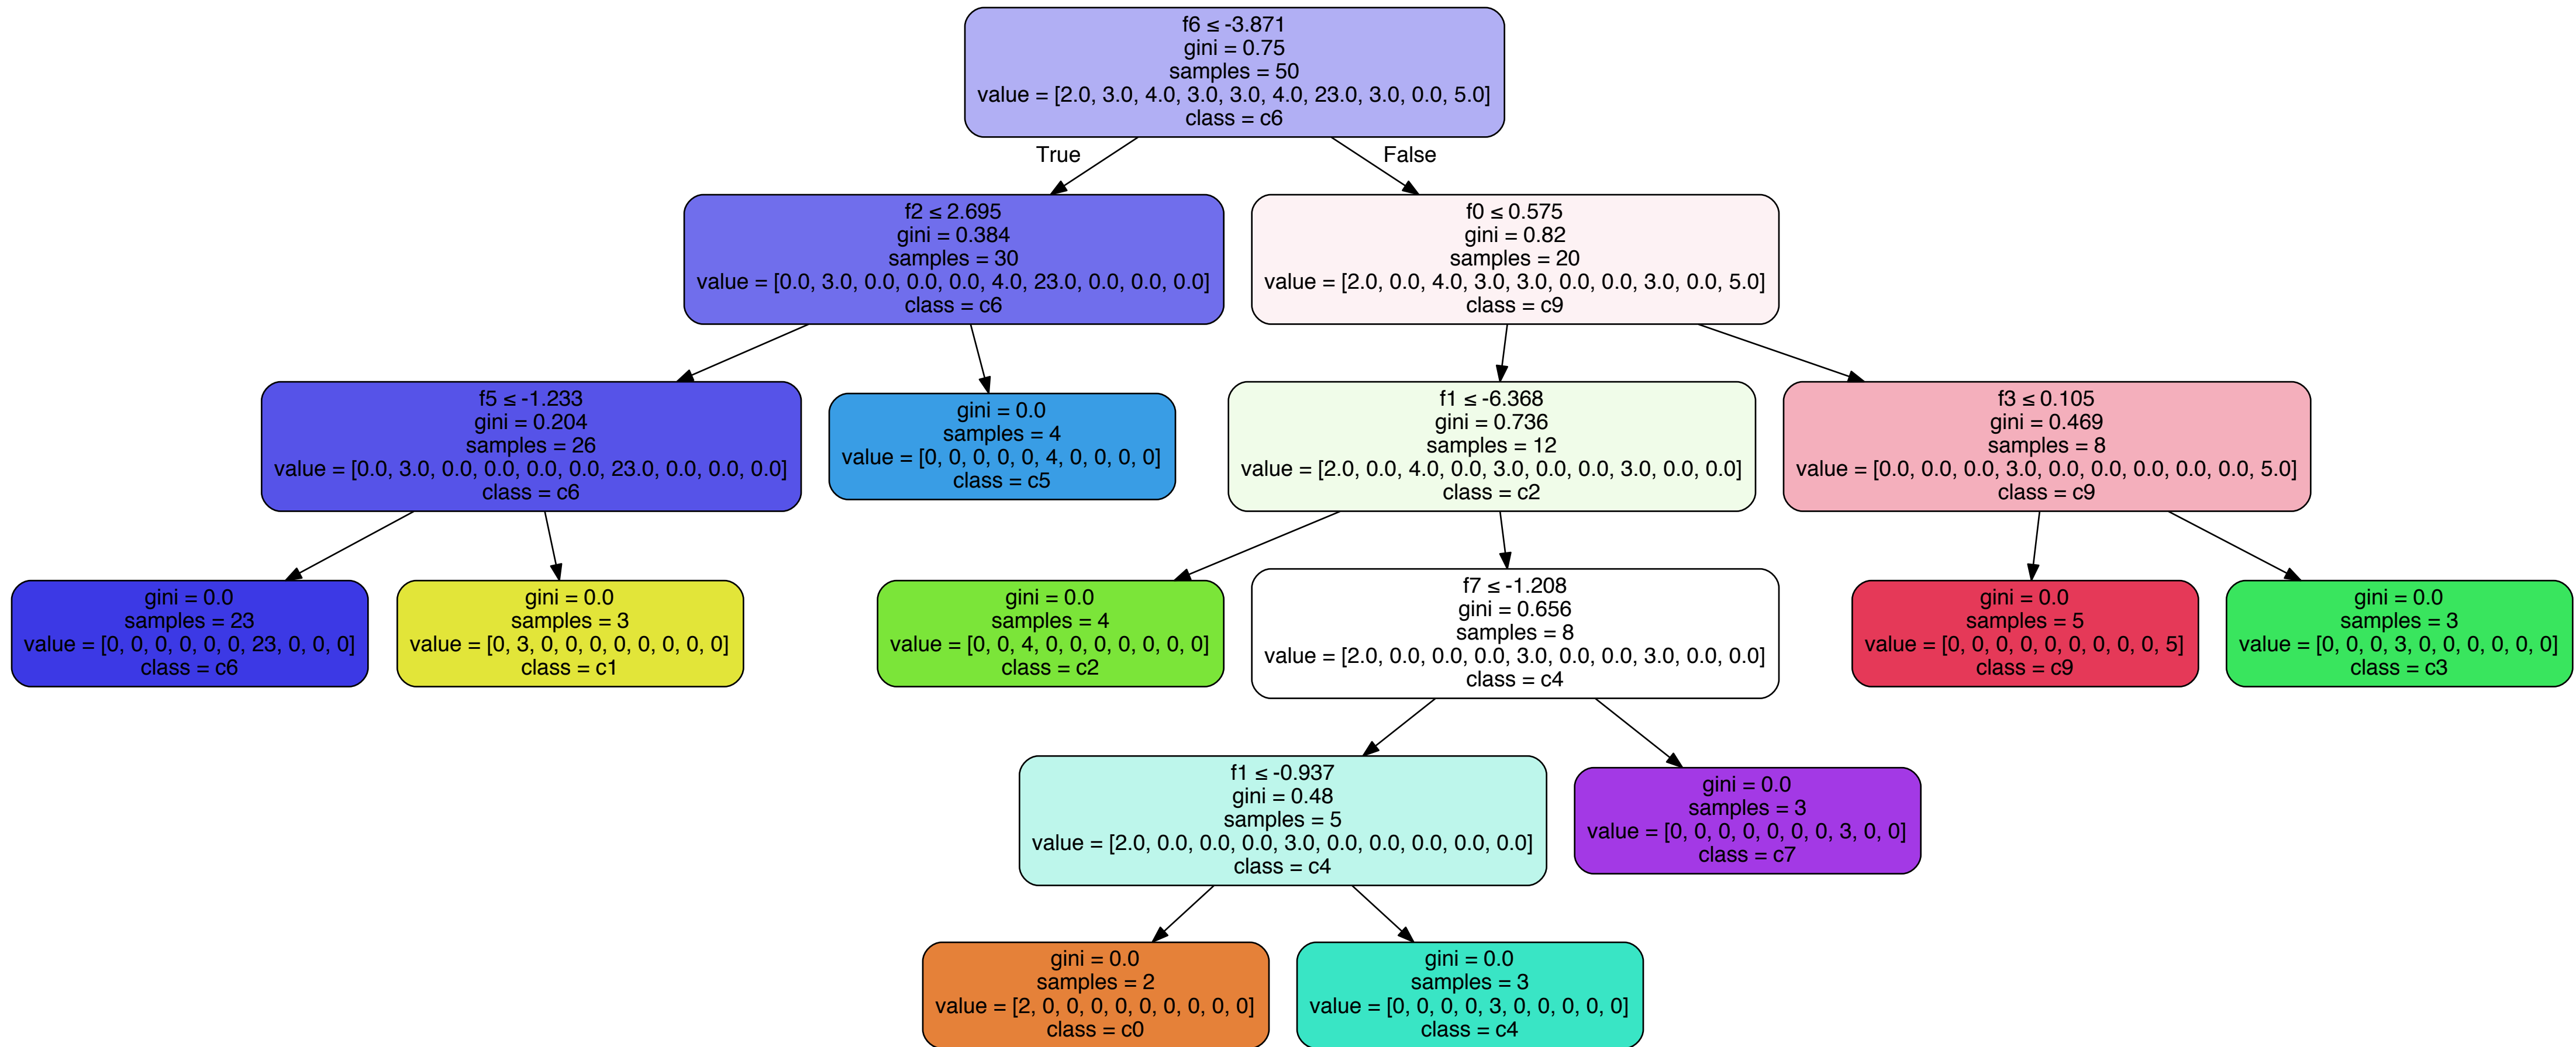 f6 ≤ -3.871
gini = 0.75
samples = 50
value = [2.0, 3.0, 4.0, 3.0, 3.0, 4.0, 23.0, 3.0, 0.0, 5.0]
class = c6
True
False
f2 ≤ 2.695
gini = 0.384
samples = 30
value = [0.0, 3.0, 0.0, 0.0, 0.0, 4.0, 23.0, 0.0, 0.0, 0.0]
class = c6
f0 ≤ 0.575
gini = 0.82
samples = 20
value = [2.0, 0.0, 4.0, 3.0, 3.0, 0.0, 0.0, 3.0, 0.0, 5.0]
class = c9
f5 ≤ -1.233
gini = 0.204
samples = 26
value = [0.0, 3.0, 0.0, 0.0, 0.0, 0.0, 23.0, 0.0, 0.0, 0.0]
class = c6
gini = 0.0
samples = 4
value = [0, 0, 0, 0, 0, 4, 0, 0, 0, 0]
class = c5
f1 ≤ -6.368
gini = 0.736
samples = 12
value = [2.0, 0.0, 4.0, 0.0, 3.0, 0.0, 0.0, 3.0, 0.0, 0.0]
class = c2
f3 ≤ 0.105
gini = 0.469
samples = 8
value = [0.0, 0.0, 0.0, 3.0, 0.0, 0.0, 0.0, 0.0, 0.0, 5.0]
class = c9
gini = 0.0
samples = 23
value = [0, 0, 0, 0, 0, 0, 23, 0, 0, 0]
class = c6
gini = 0.0
samples = 3
value = [0, 3, 0, 0, 0, 0, 0, 0, 0, 0]
class = c1
gini = 0.0
samples = 4
value = [0, 0, 4, 0, 0, 0, 0, 0, 0, 0]
class = c2
f7 ≤ -1.208
gini = 0.656
samples = 8
value = [2.0, 0.0, 0.0, 0.0, 3.0, 0.0, 0.0, 3.0, 0.0, 0.0]
class = c4
gini = 0.0
samples = 5
value = [0, 0, 0, 0, 0, 0, 0, 0, 0, 5]
class = c9
gini = 0.0
samples = 3
value = [0, 0, 0, 3, 0, 0, 0, 0, 0, 0]
class = c3
f1 ≤ -0.937
gini = 0.48
samples = 5
value = [2.0, 0.0, 0.0, 0.0, 3.0, 0.0, 0.0, 0.0, 0.0, 0.0]
class = c4
gini = 0.0
samples = 3
value = [0, 0, 0, 0, 0, 0, 0, 3, 0, 0]
class = c7
gini = 0.0
samples = 2
value = [2, 0, 0, 0, 0, 0, 0, 0, 0, 0]
class = c0
gini = 0.0
samples = 3
value = [0, 0, 0, 0, 3, 0, 0, 0, 0, 0]
class = c4